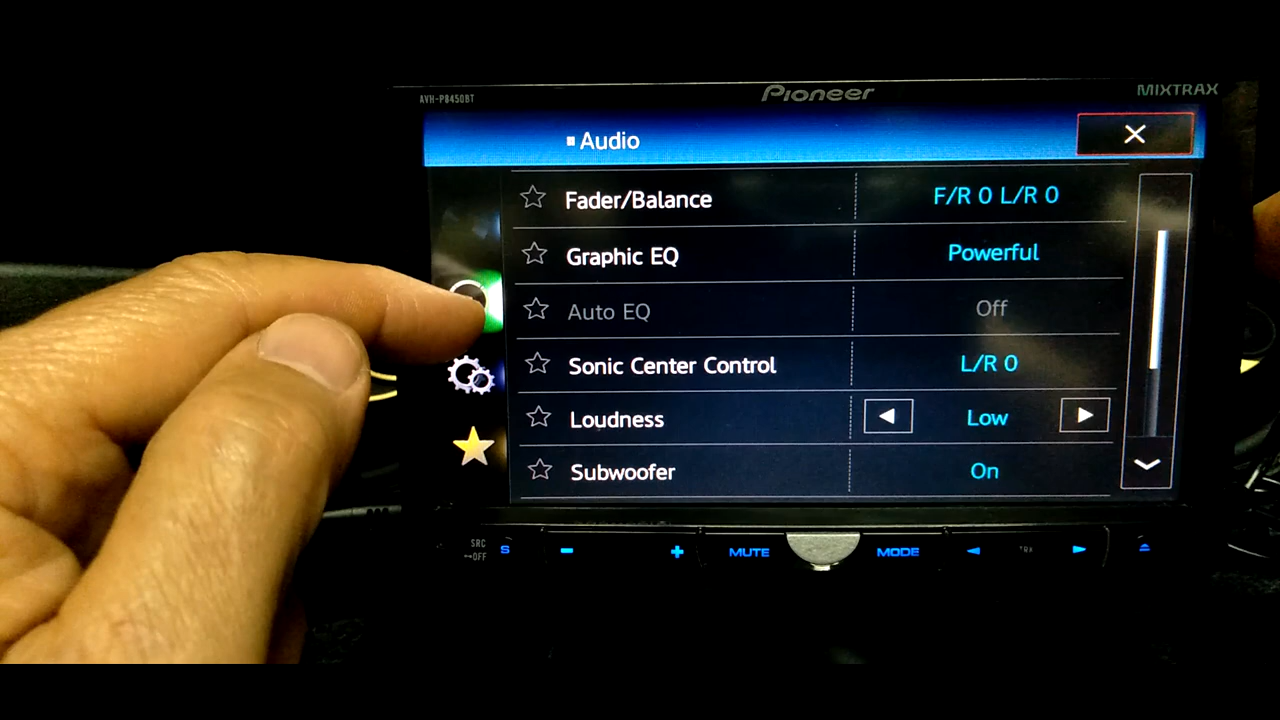 AVH-P8450BT
Pioneer
MIXTRAX
Audio
Fader/Balance F/R 0 L/R 0
Graphic EQ Powerful
Auto EQ Off
Sonic Center Control L/R 0
Loudness Low
Subwoofer On
SRC
OFF
S
MUTE
MODE
TRK